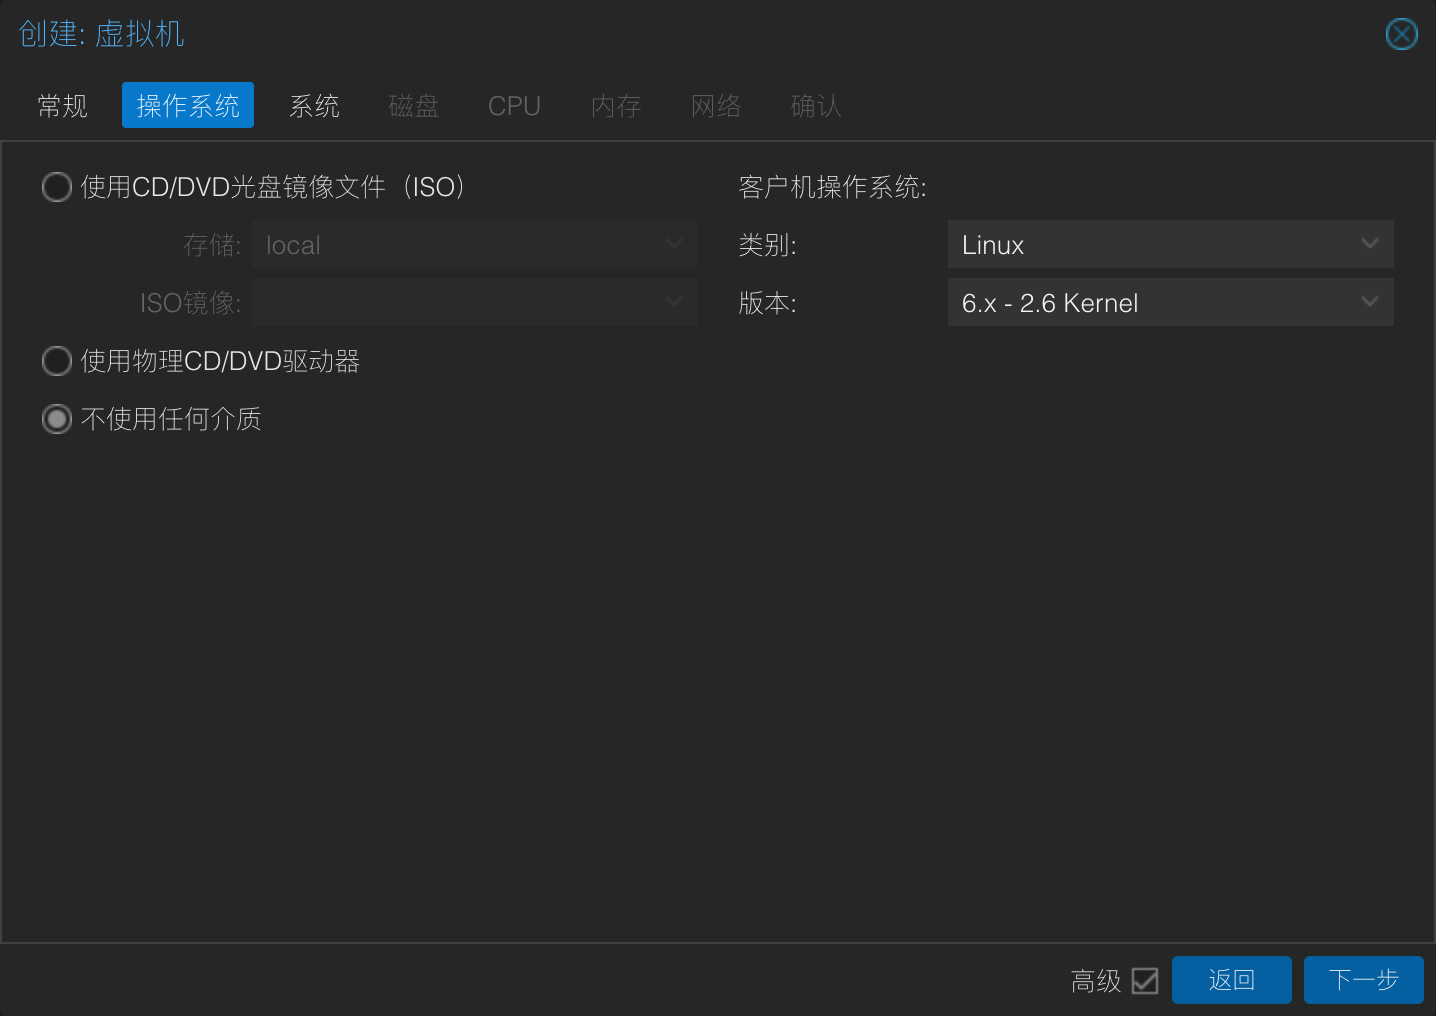 创建: 虚拟机
常规 操作系统 系统 磁盘 CPU 内存 网络 确认
使用CD/DVD光盘镜像文件（ISO）
存储: local
ISO镜像:
使用物理CD/DVD驱动器
不使用任何介质
客户机操作系统:
类别: Linux
版本: 6.x - 2.6 Kernel
高级 返回 下一步